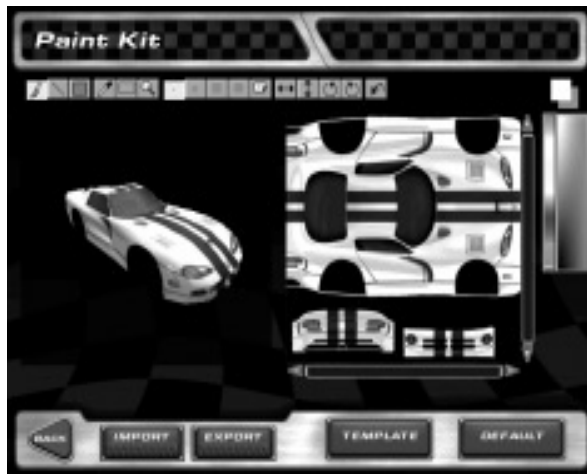 Paint Kit
BACK
IMPORT
EXPORT
TEMPLATE
DEFAULT